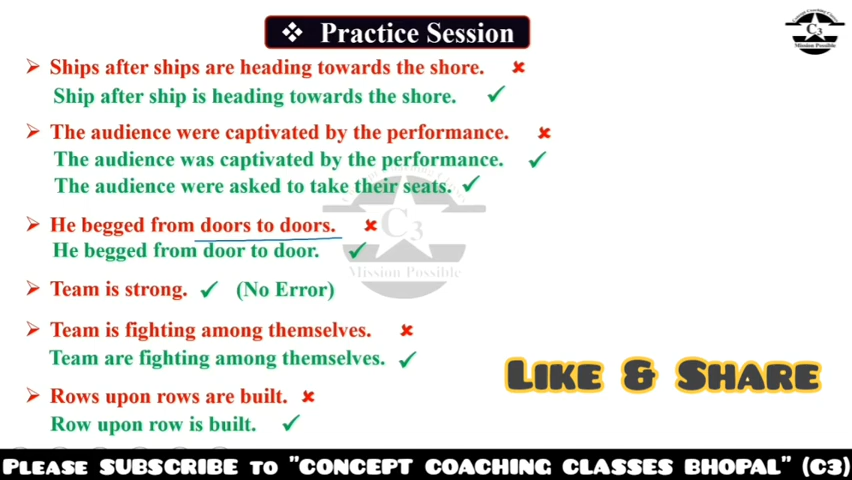 ❖ Practice Session
C3
Mission Possible
➢ Ships after ships are heading towards the shore. ✖
Ship after ship is heading towards the shore. ✓
➢ The audience were captivated by the performance. ✖
The audience was captivated by the performance. ✓
The audience were asked to take their seats. ✓
➢ He begged from doors to doors. ✖
He begged from door to door. ✓
C3
Mission Possible
➢ Team is strong. ✓ (No Error)
➢ Team is fighting among themselves. ✖
Team are fighting among themselves. ✓
LIKE & SHARE
➢ Rows upon rows are built. ✖
Row upon row is built. ✓
PLEASE SUBSCRIBE TO "CONCEPT COACHING CLASSES BHOPAL" (C3)